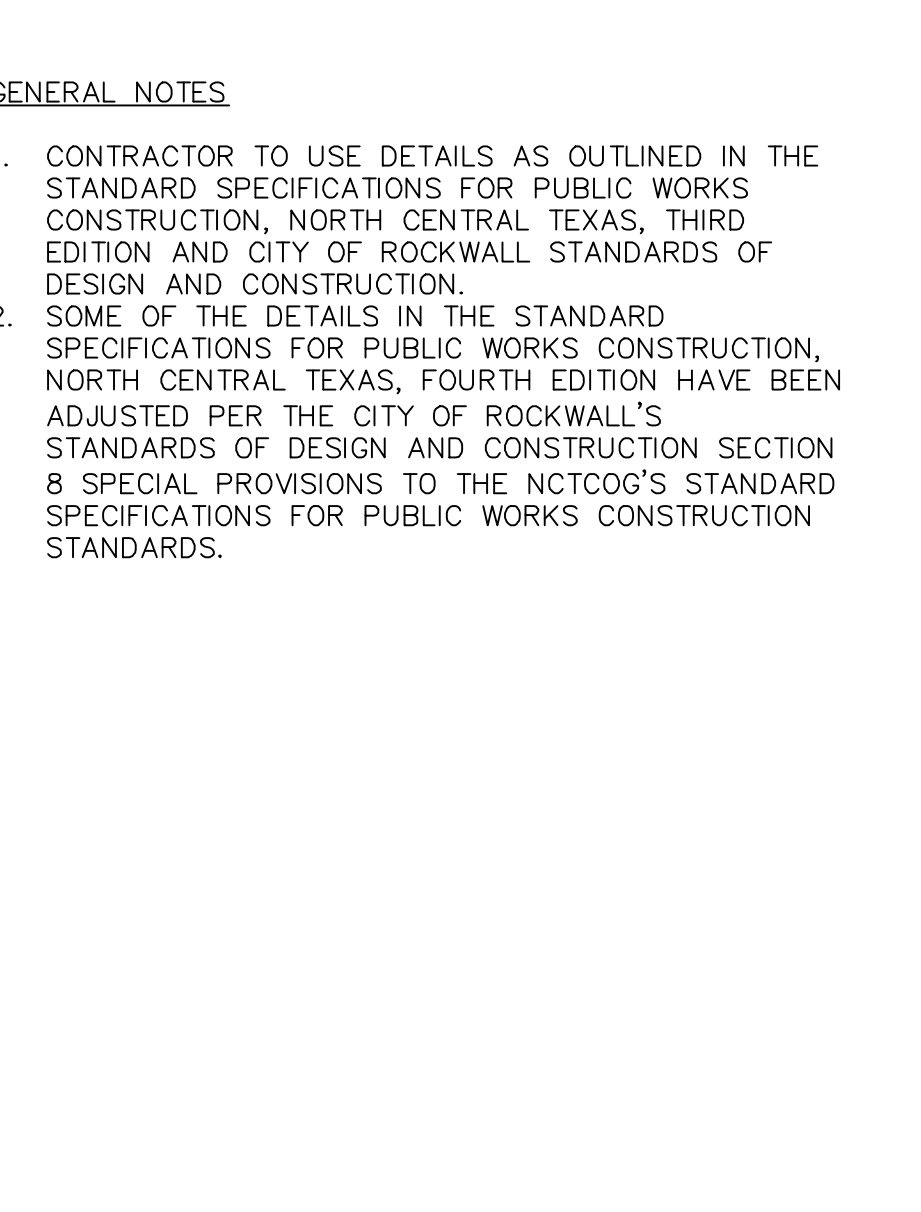 GENERAL NOTES
. CONTRACTOR TO USE DETAILS AS OUTLINED IN THE
STANDARD SPECIFICATIONS FOR PUBLIC WORKS
CONSTRUCTION, NORTH CENTRAL TEXAS, THIRD
EDITION AND CITY OF ROCKWALL STANDARDS OF
DESIGN AND CONSTRUCTION.
2. SOME OF THE DETAILS IN THE STANDARD
SPECIFICATIONS FOR PUBLIC WORKS CONSTRUCTION,
NORTH CENTRAL TEXAS, FOURTH EDITION HAVE BEEN
ADJUSTED PER THE CITY OF ROCKWALL'S
STANDARDS OF DESIGN AND CONSTRUCTION SECTION
8 SPECIAL PROVISIONS TO THE NCTCOG'S STANDARD
SPECIFICATIONS FOR PUBLIC WORKS CONSTRUCTION
STANDARDS.